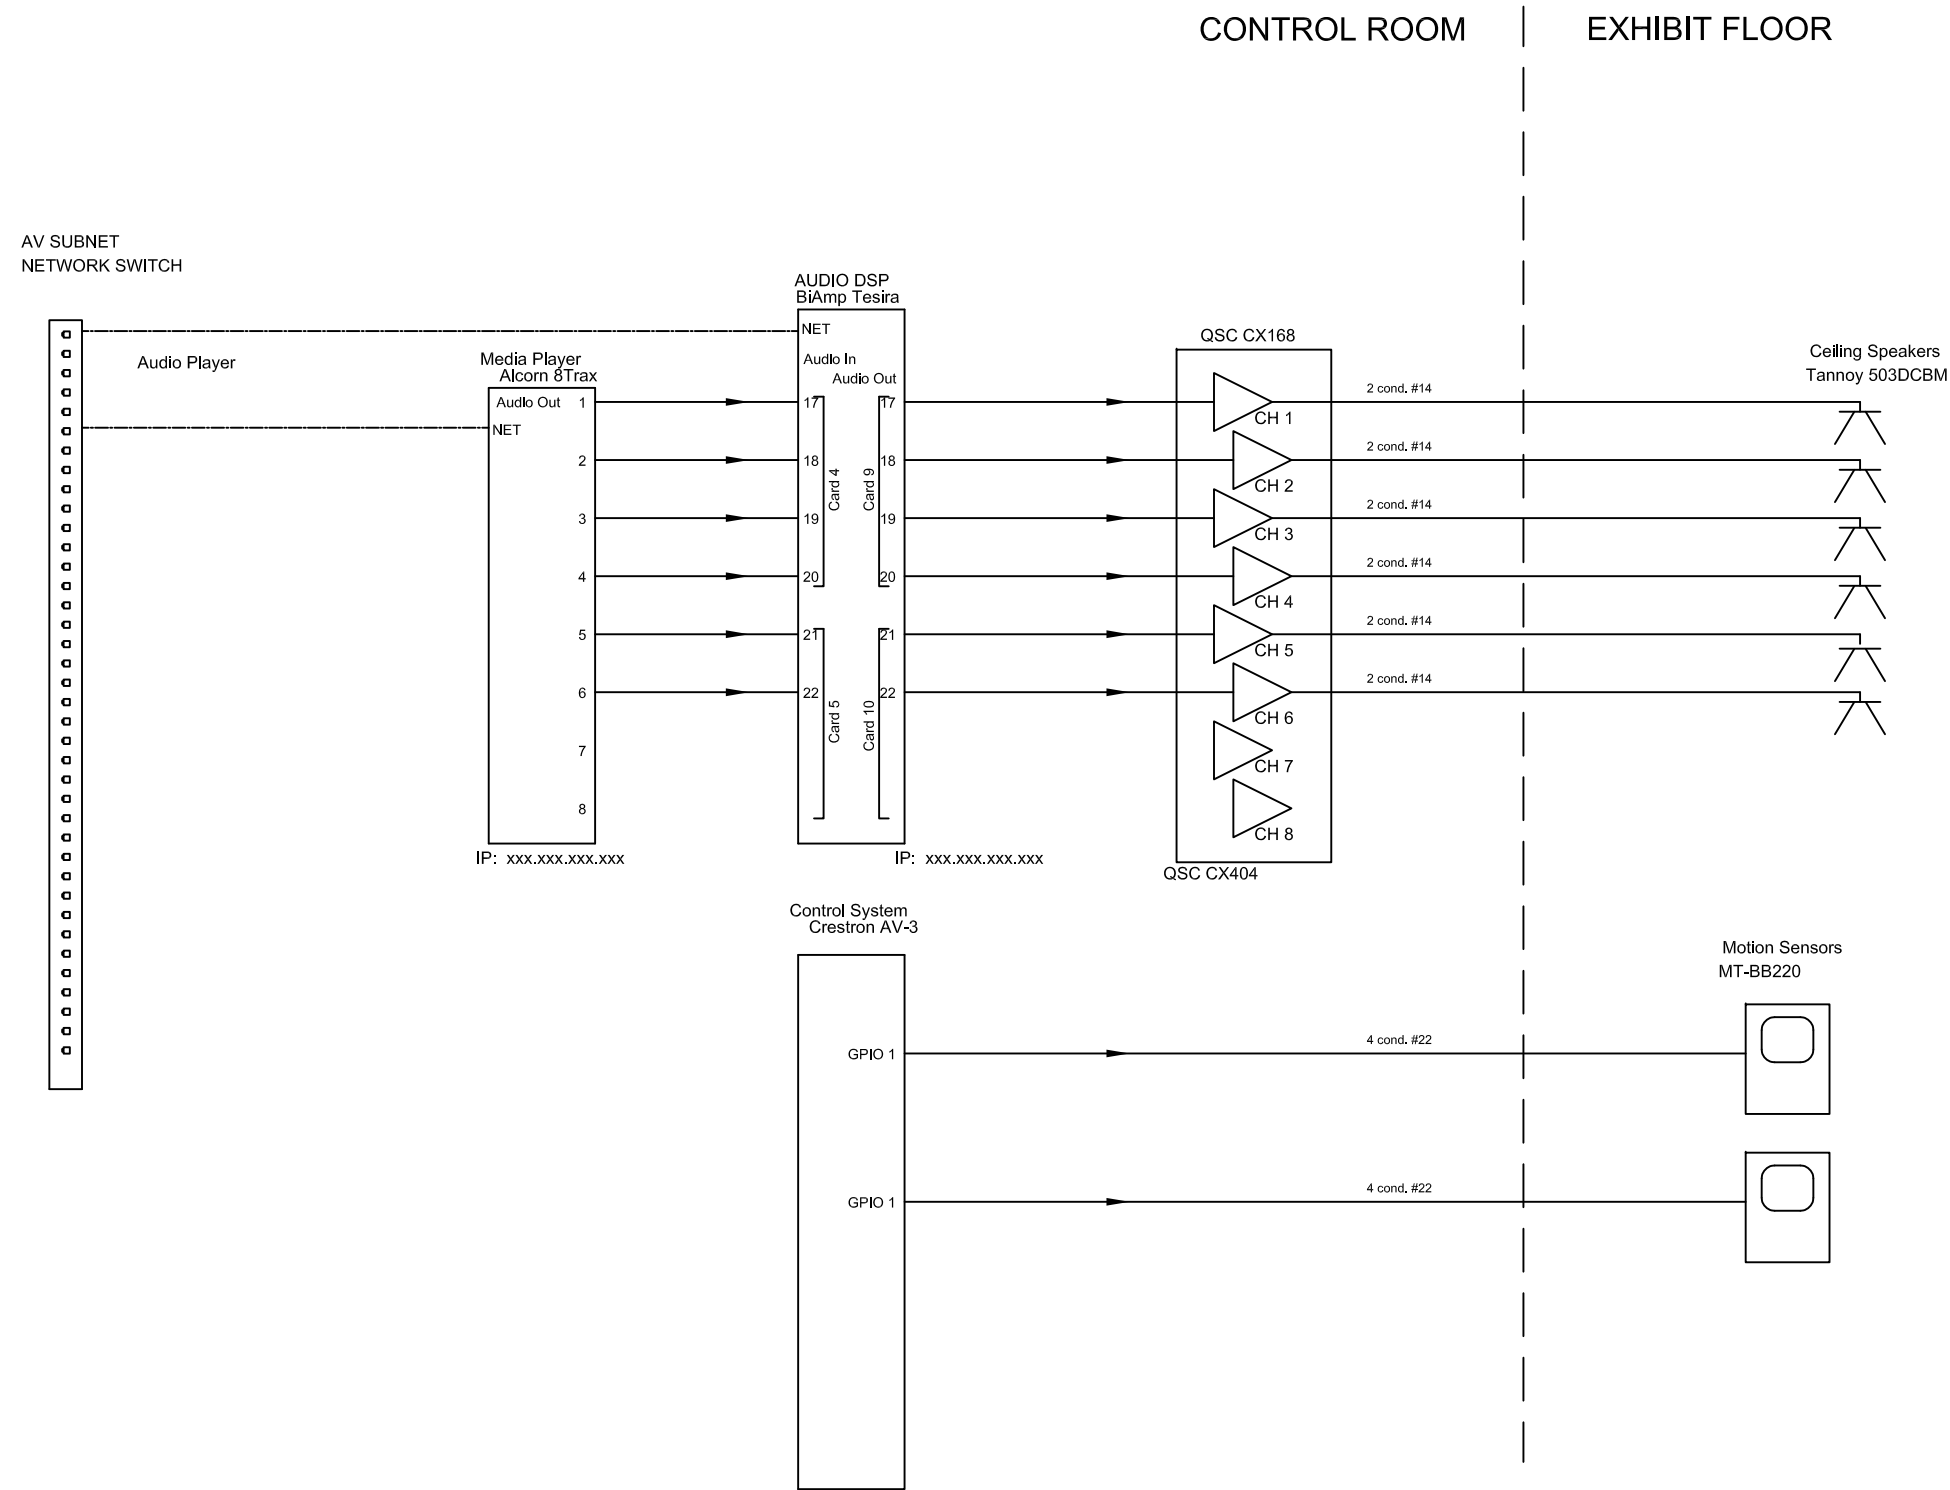 CONTROL ROOM
EXHIBIT FLOOR
AV SUBNET
NETWORK SWITCH
Audio Player
Media Player
Alcorn 8Trax
Audio Out 1
NET
2
3
4
5
6
7
8
IP: xxx.xxx.xxx.xxx
AUDIO DSP
BiAmp Tesira
NET
Audio In
Audio Out
17
18
19
20
21
22
Card 4
Card 5
Card 9
Card 10
17
18
19
20
21
22
IP: xxx.xxx.xxx.xxx
QSC CX168
CH 1
CH 2
CH 3
CH 4
CH 5
CH 6
CH 7
CH 8
QSC CX404
2 cond. #14
2 cond. #14
2 cond. #14
2 cond. #14
2 cond. #14
2 cond. #14
Ceiling Speakers
Tannoy 503DCBM
Control System
Crestron AV-3
GPIO 1
GPIO 1
4 cond. #22
4 cond. #22
Motion Sensors
MT-BB220